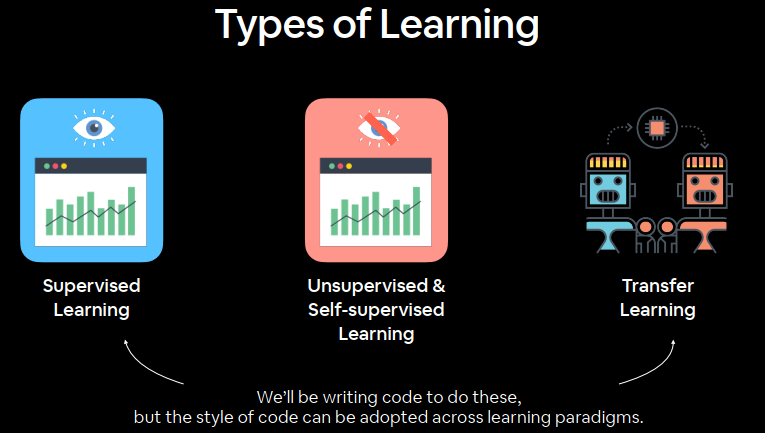 Types of Learning
Supervised
Learning
Unsupervised &
Self-supervised
Learning
Transfer
Learning
We’ll be writing code to do these,
but the style of code can be adopted across learning paradigms.